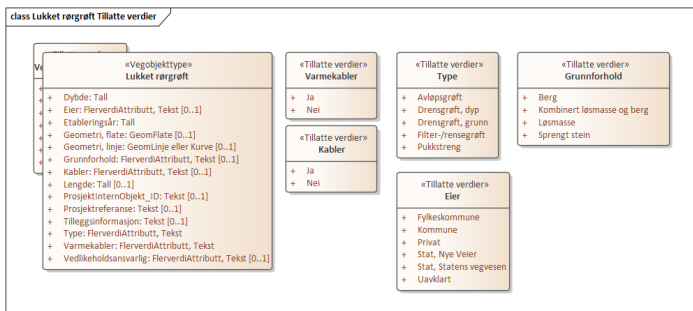 class Lukket rørgrøft Tillatte verdier
«Vegobjekttype»
Lukket rørgrøft
+ Dybde: Tall
+ Eier: FlerverdiAttributt, Tekst [0..1]
+ Etableringsår: Tall
+ Geometri, flate: GeomFlate [0..1]
+ Geometri, linje: GeomLinje eller Kurve [0..1]
+ Grunnforhold: FlerverdiAttributt, Tekst [0..1]
+ Kabler: FlerverdiAttributt, Tekst [0..1]
+ Lengde: Tall [0..1]
+ ProsjektInternObjekt_ID: Tekst [0..1]
+ Prosjektreferanse: Tekst [0..1]
+ Tilleggsinformasjon: Tekst [0..1]
+ Type: FlerverdiAttributt, Tekst
+ Varmekabler: FlerverdiAttributt, Tekst
+ Vedlikeholdsansvarlig: FlerverdiAttributt, Tekst [0..1]
«Tillatte verdier»
Varmekabler
+ Ja
+ Nei
«Tillatte verdier»
Kabler
+ Ja
+ Nei
«Tillatte verdier»
Type
+ Avløpsgrøft
+ Drensgrøft, dyp
+ Drensgrøft, grunn
+ Filter-/rensegrøft
+ Pukkstreng
«Tillatte verdier»
Eier
+ Fylkeskommune
+ Kommune
+ Privat
+ Stat, Nye Veier
+ Stat, Statens vegvesen
+ Uavklart
«Tillatte verdier»
Grunnforhold
+ Berg
+ Kombinert løsmasse og berg
+ Løsmasse
+ Sprengt stein